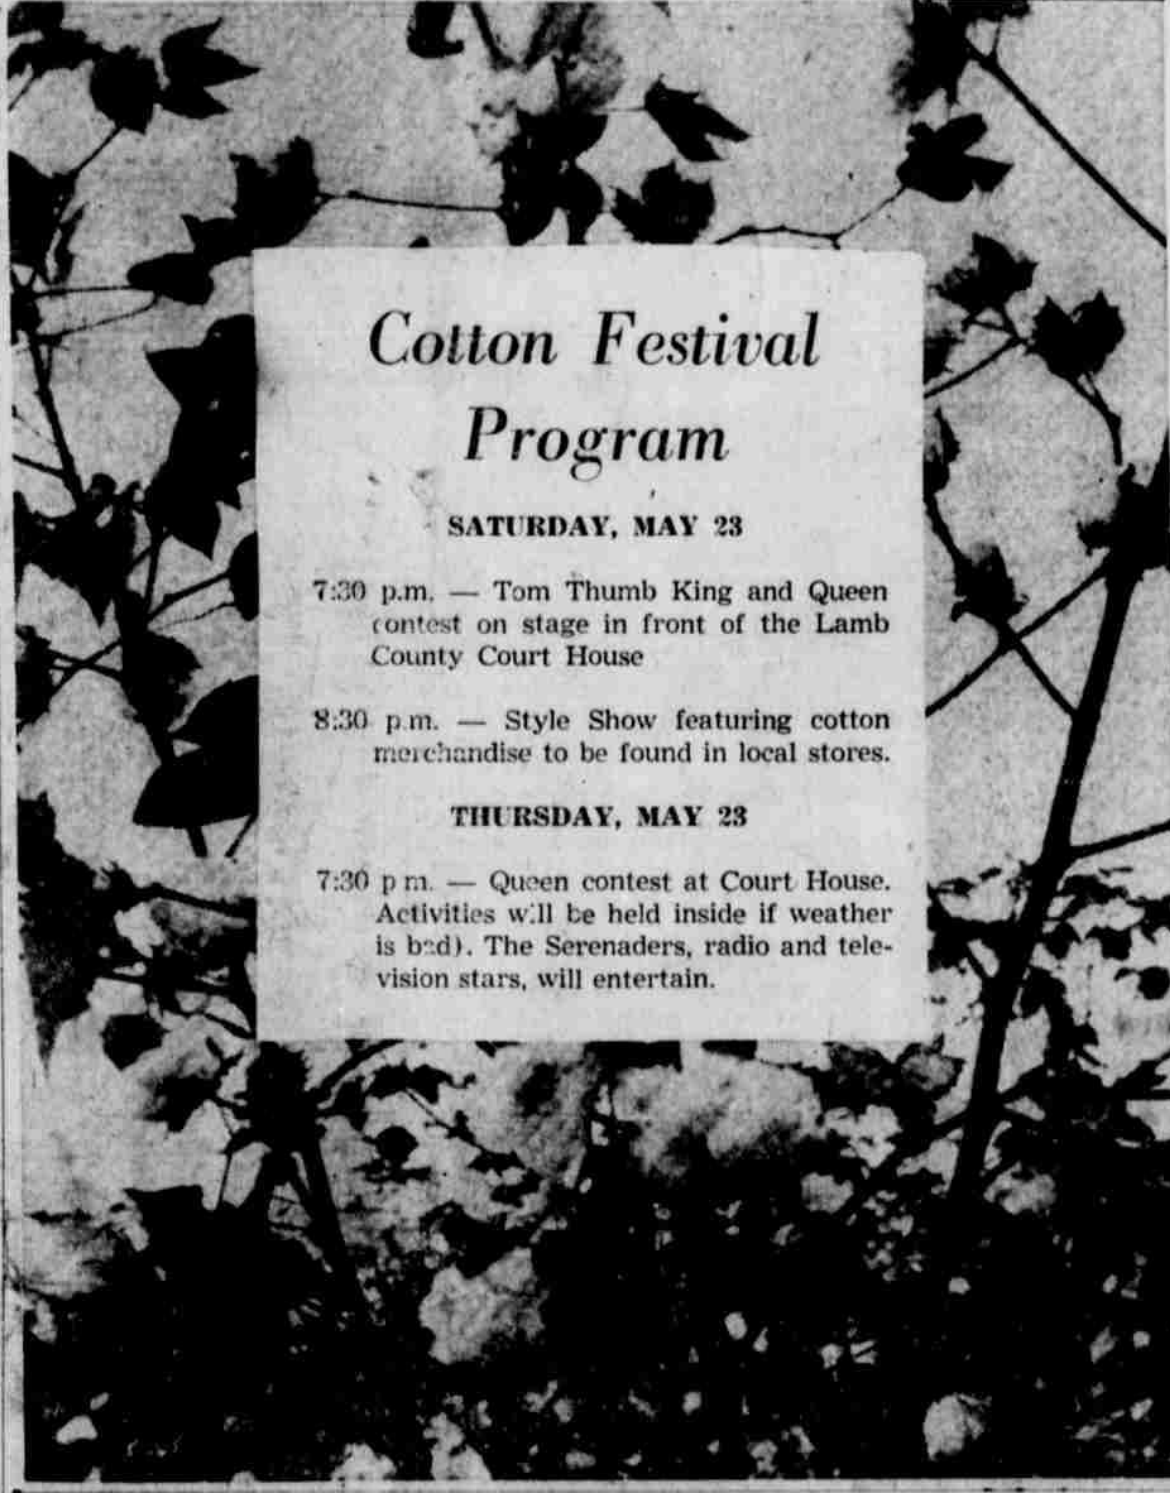 Cotton Festival
Program
SATURDAY, MAY 23
7:30 p.m. — Tom Thumb King and Queen
contest on stage in front of the Lamb
County Court House
8:30 p.m. — Style Show featuring cotton
merchandise to be found in local stores.
THURSDAY, MAY 23
7:30 p m. — Queen contest at Court House.
Activities will be held inside if weather
is bad). The Serenaders, radio and tele-
vision stars, will entertain.